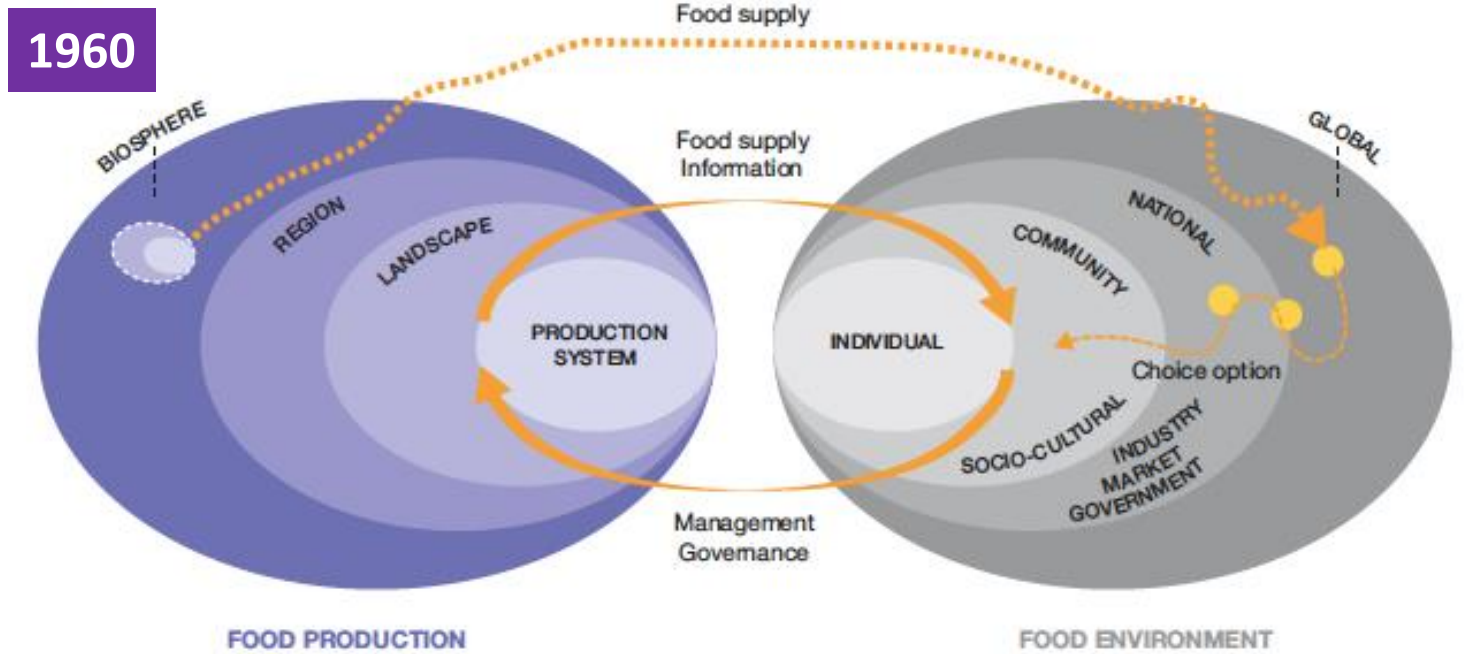 1960
Food supply
BIOSPHERE
GLOBAL
Food supply
Information
REGION
LANDSCAPE
NATIONAL
COMMUNITY
PRODUCTION
SYSTEM
INDIVIDUAL
Choice option
SOCIO-CULTURAL
INDUSTRY
MARKET
GOVERNMENT
Management
Governance
FOOD PRODUCTION
FOOD ENVIRONMENT